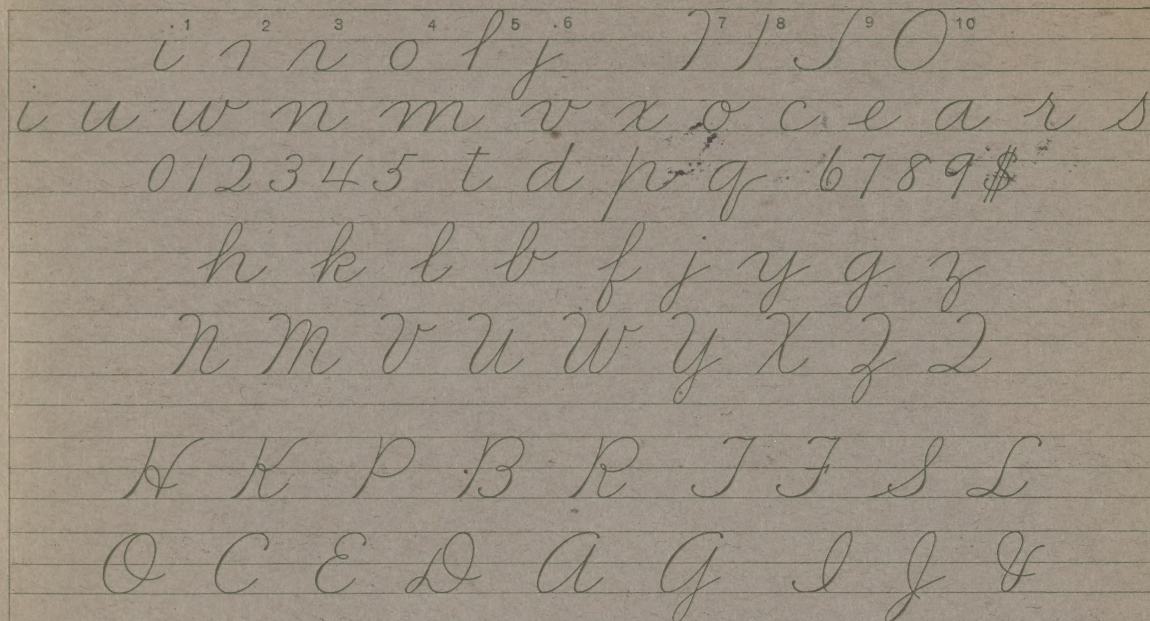 1 2 3 4 5 6 7 8 9 10
i o l j O
i u w n m v x o c e a r s
0 1 2 3 4 5 t d p q 6 7 8 9 $
h k l b f j y g z
N M V U W Y X Z Q
H K P B R T F S L
O C E D A G I J &